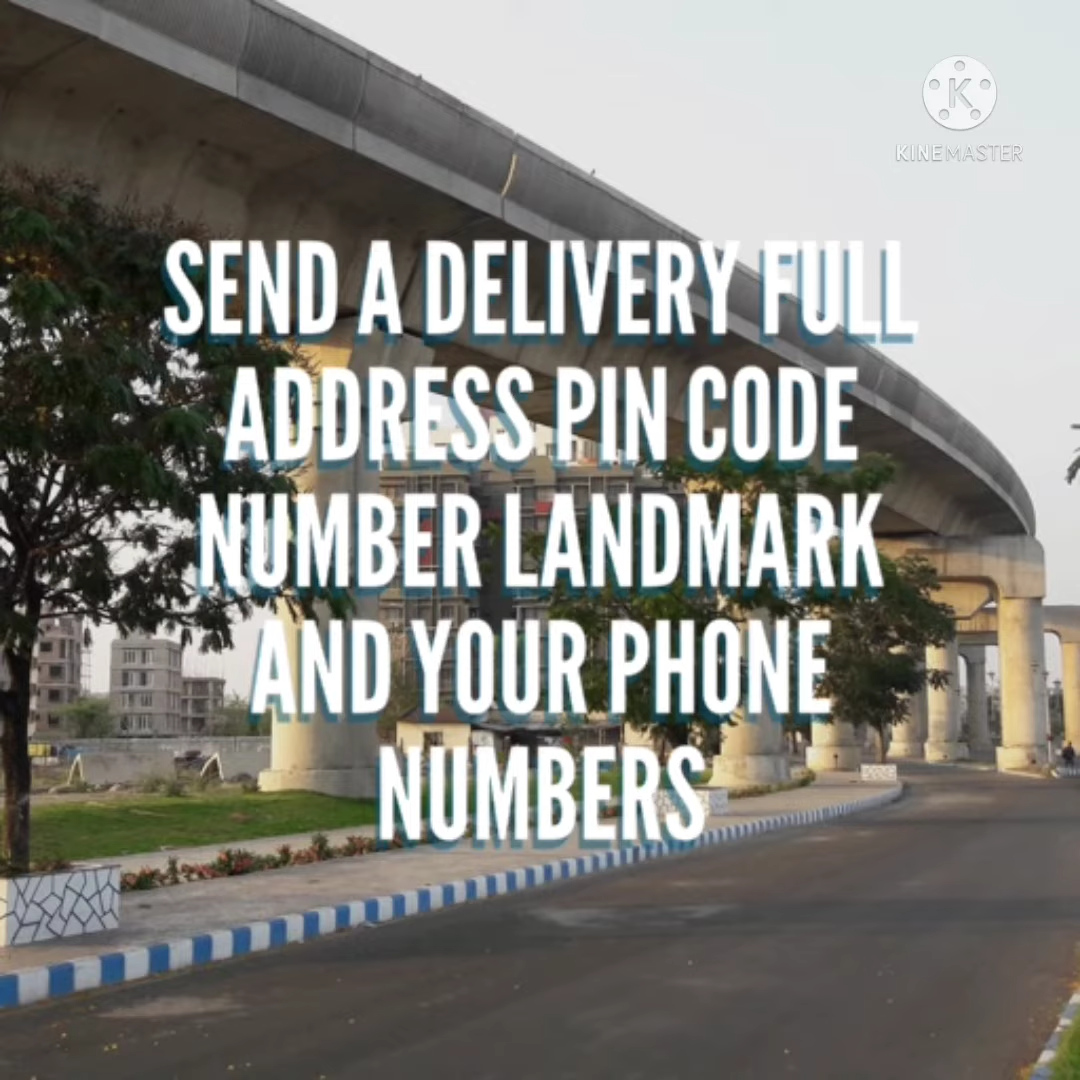 K
KINEMASTER
SEND A DELIVERY FULL
ADDRESS PIN CODE
NUMBER LANDMARK
AND YOUR PHONE
NUMBERS